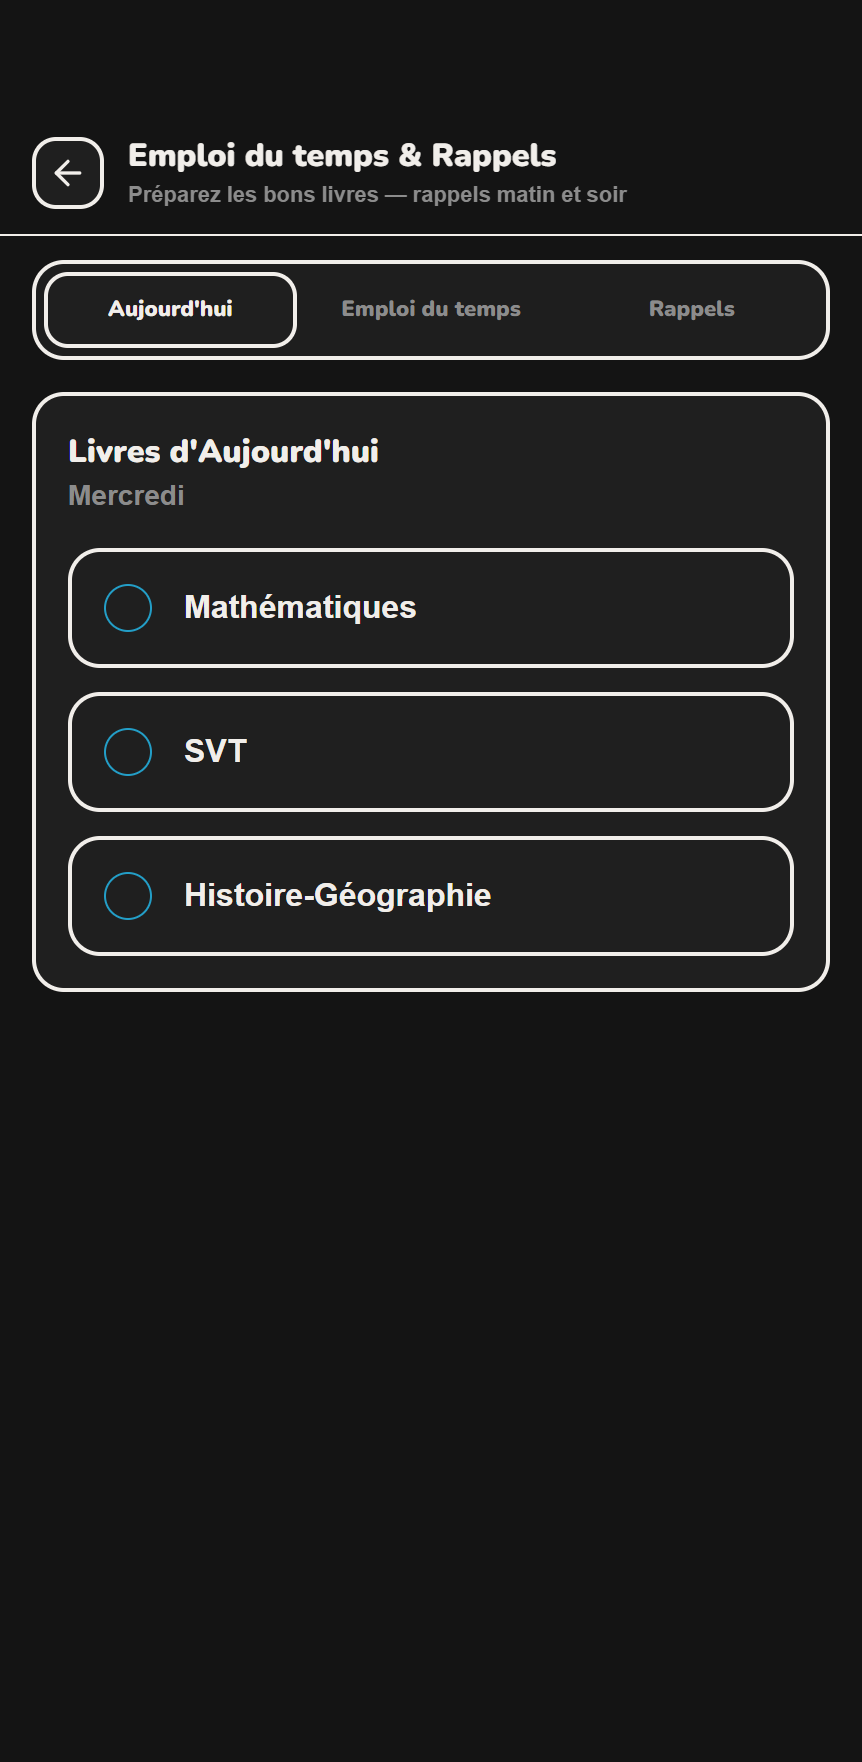 Emploi du temps & Rappels
Préparez les bons livres — rappels matin et soir
Aujourd'hui
Emploi du temps
Rappels
Livres d'Aujourd'hui
Mercredi
Mathématiques
SVT
Histoire-Géographie